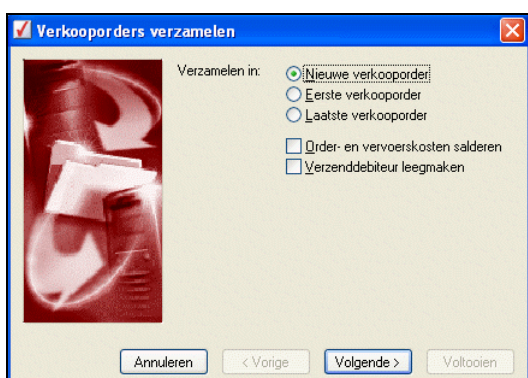 Verkooporders verzamelen
Verzamelen in:
Nieuwe verkooporder
Eerste verkooporder
Laatste verkooporder
Order- en vervoerskosten salderen
Verzenddebiteur leegmaken
Annuleren < Vorige Volgende > Voltooien